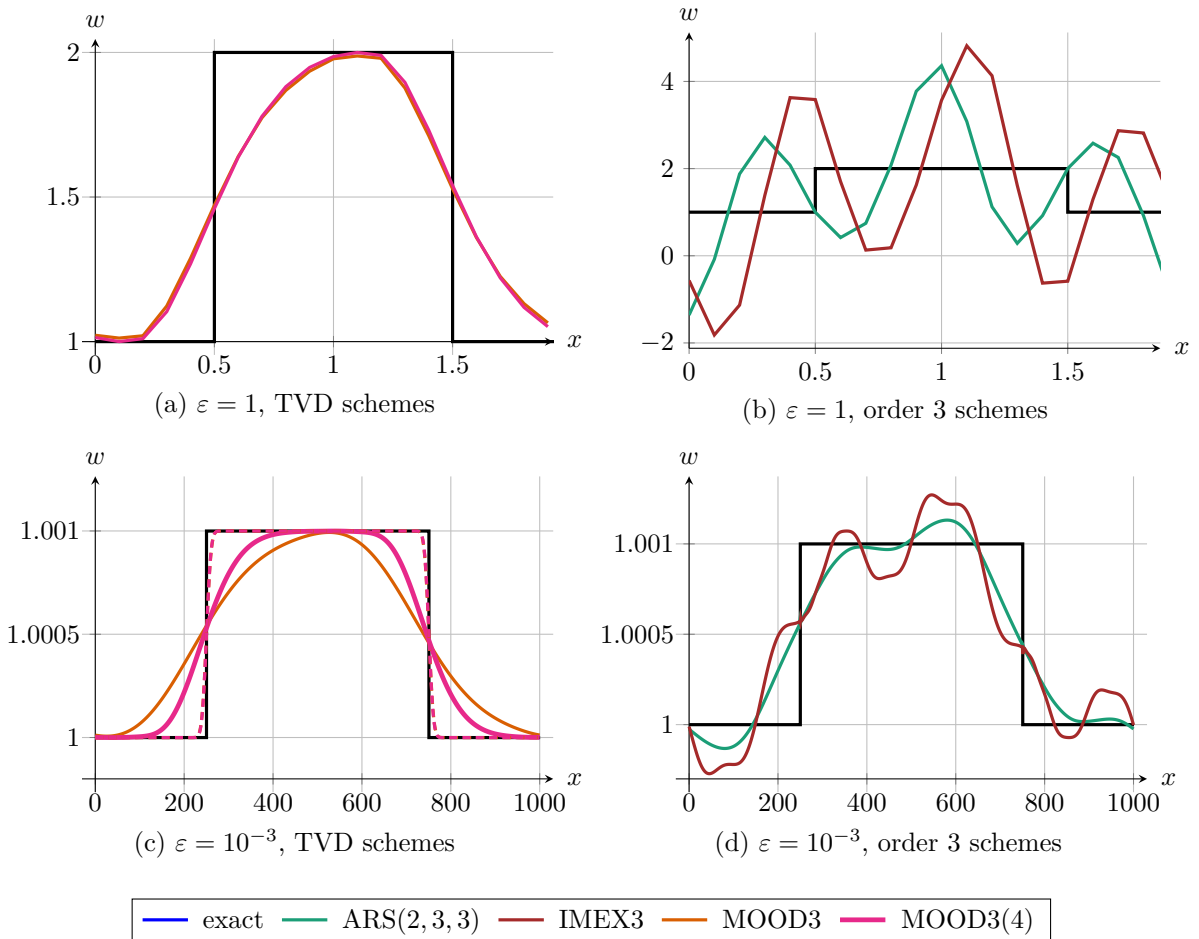 w
2
1.5
1
0
0.5
1
1.5
x
(a) ε = 1, TVD schemes
w
4
2
0
−2
0
0.5
1
1.5
x
(b) ε = 1, order 3 schemes
w
1.001
1.0005
1
0
200
400
600
800
1000
x
(c) ε = 10⁻³, TVD schemes
w
1.001
1.0005
1
0
200
400
600
800
1000
x
(d) ε = 10⁻³, order 3 schemes
exact ARS(2, 3, 3) IMEX3 MOOD3 MOOD3(4)